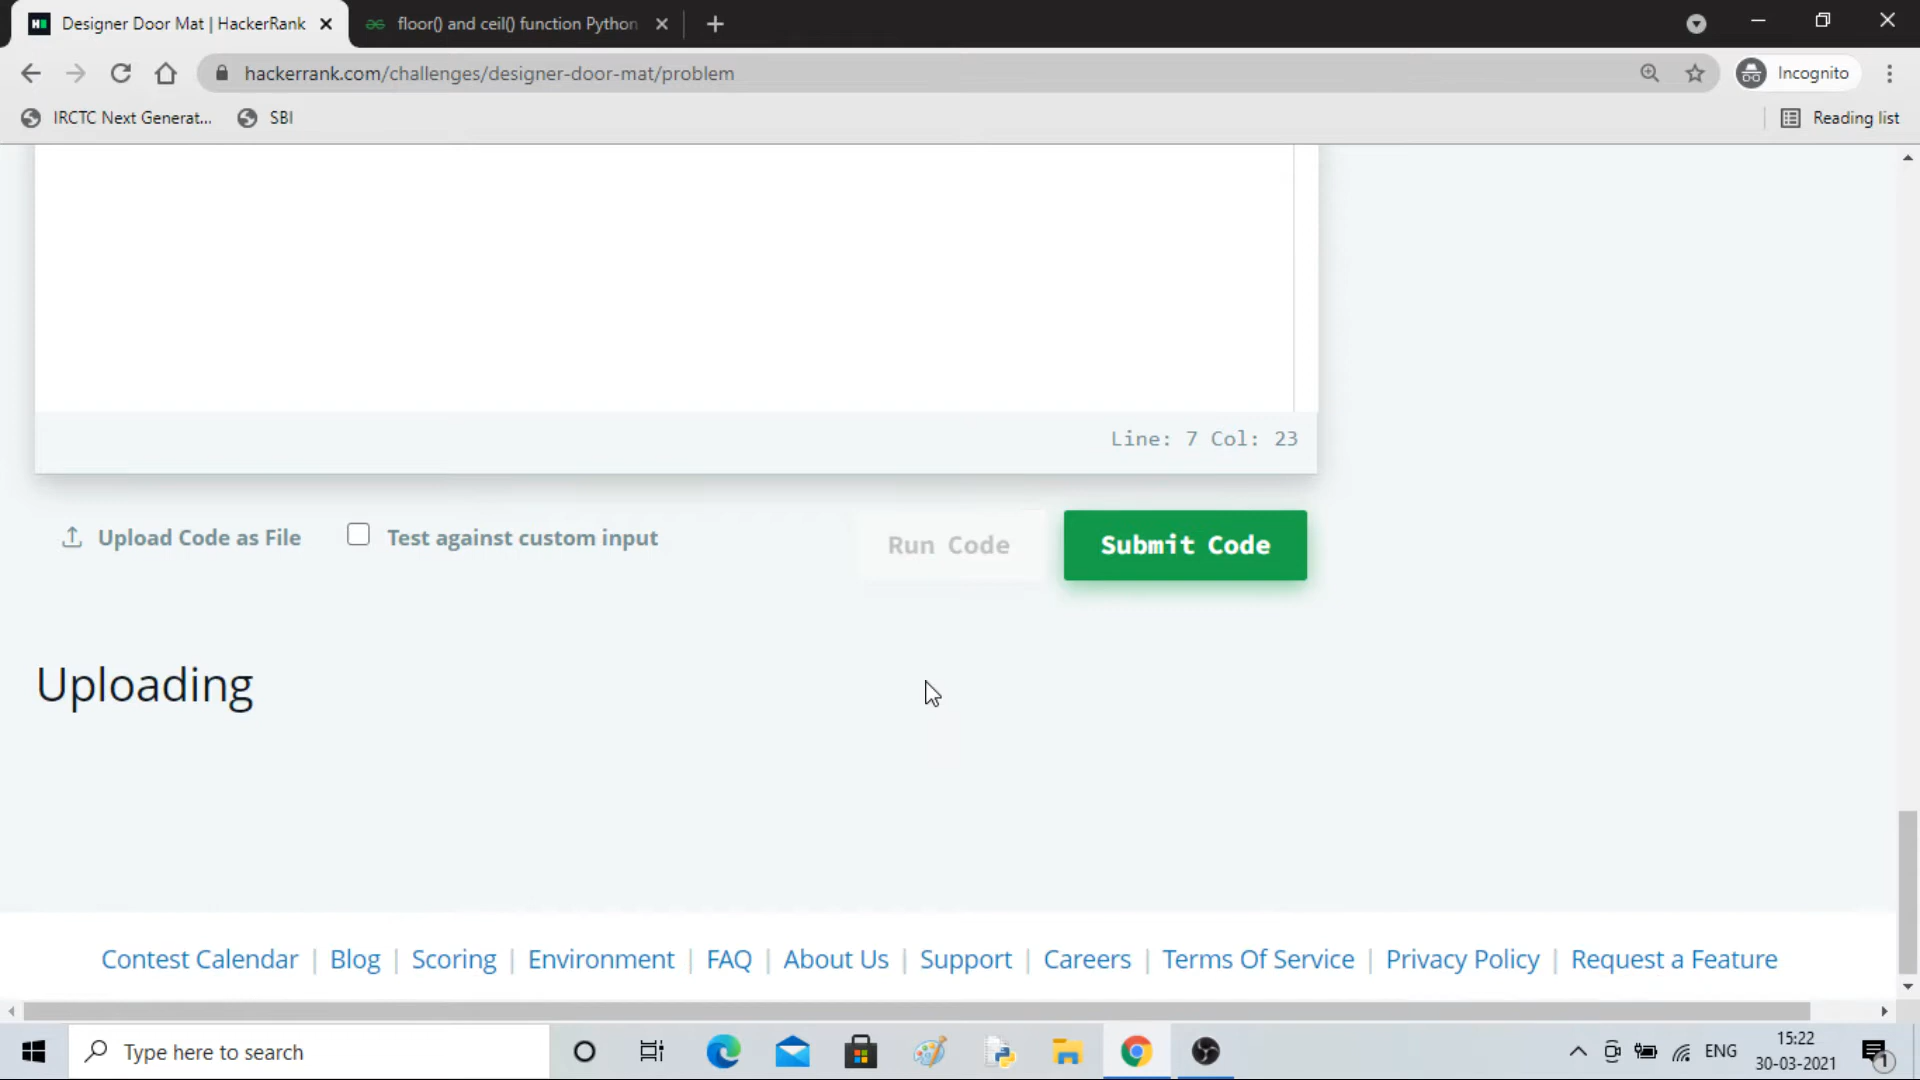 Designer Door Mat | HackerRank
floor() and ceil() function Python
hackerrank.com/challenges/designer-door-mat/problem
Incognito
IRCTC Next Generat...
SBI
Reading list
Line: 7 Col: 23
Upload Code as File
Test against custom input
Run Code
Submit Code
Uploading
Contest Calendar | Blog | Scoring | Environment | FAQ | About Us | Support | Careers | Terms Of Service | Privacy Policy | Request a Feature
Type here to search
ENG
15:22
30-03-2021
1